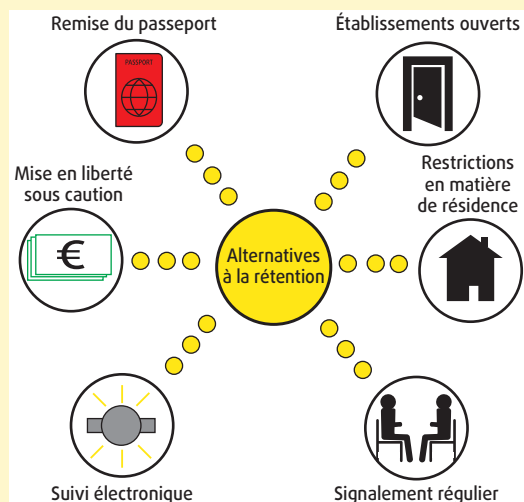 Remise du passeport
Établissements ouverts
PASSPORT
Mise en liberté
sous caution
€
Restrictions
en matière
de résidence
Alternatives
à la rétention
Suivi électronique
Signalement régulier